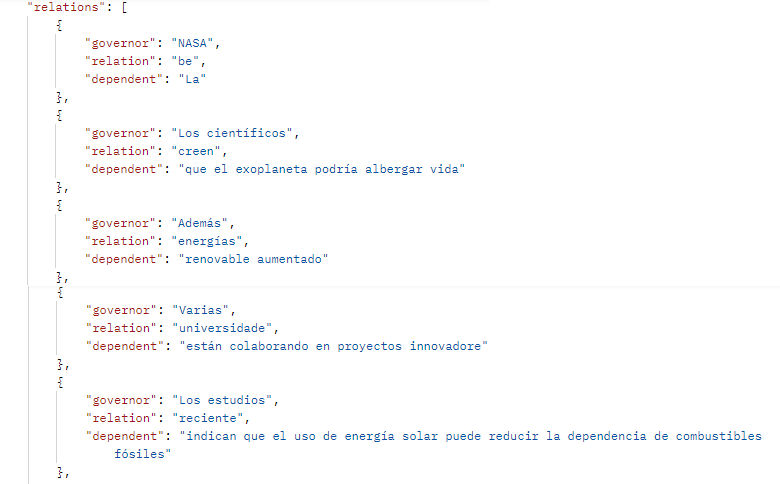 "relations": [
{
"governor": "NASA",
"relation": "be",
"dependent": "La"
},
{
"governor": "Los científicos",
"relation": "creen",
"dependent": "que el exoplaneta podría albergar vida"
},
{
"governor": "Además",
"relation": "energías",
"dependent": "renovable aumentado"
},
{
"governor": "Varias",
"relation": "universidade",
"dependent": "están colaborando en proyectos innovadore"
},
{
"governor": "Los estudios",
"relation": "reciente",
"dependent": "indican que el uso de energía solar puede reducir la dependencia de combustibles
fósiles"
},